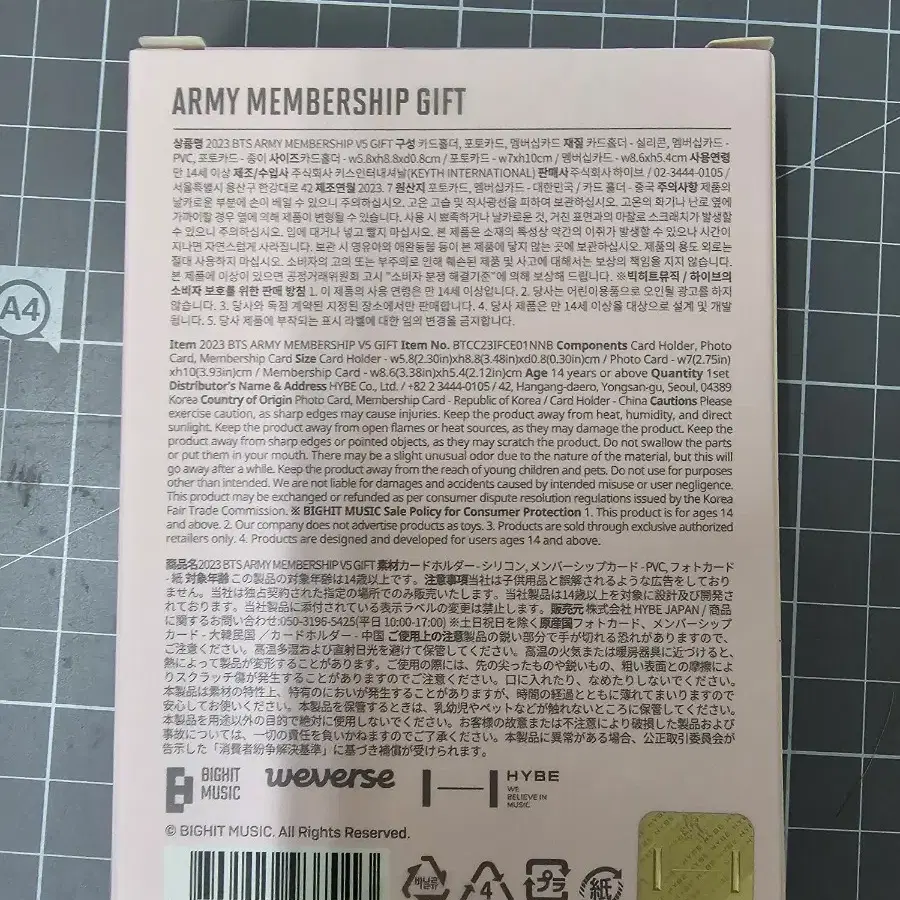 ARMY MEMBERSHIP GIFT
상품명 2023 BTS ARMY MEMBERSHIP V5 GIFT 구성 카드홀더, 포토카드, 멤버십카드 재질 카드홀더 - 실리콘, 멤버십카드 -
PVC, 포토카드 - 종이 사이즈 카드홀더 - w5.8xh8.8xd0.8cm / 포토카드 - w7xh10cm / 멤버십카드 - w8.6xh5.4cm 사용연령
만 14세 이상 제조/수입사 주식회사 키스인터내셔날(KEYTH INTERNATIONAL) 판매사 주식회사 하이브 / 02-3444-0105 /
서울특별시 용산구 한강대로 42 제조연월 2023. 7 원산지 포토카드, 멤버십카드 - 대한민국 / 카드 홀더 - 중국 주의사항 제품의
날카로운 부분에 손이 베일 수 있으니 주의하십시오. 고온 고습 및 직사광선을 피하여 보관하십시오. 고온의 화기나 난로 옆에
가까이할 경우 열에 의해 제품이 변형될 수 있습니다. 사용 시 뾰족하거나 날카로운 것, 거친 표면과의 마찰로 스크래치가 발생할
수 있으니 주의하십시오. 입에 대거나 넣고 빨지 마십시오. 본 제품은 소재의 특성상 약간의 이취가 발생할 수 있으나 시간이
지나면 자연스럽게 사라집니다. 보관 시 영유아와 애완동물 등이 본 제품에 닿지 않는 곳에 보관하십시오. 제품의 용도 외로는
절대 사용하지 마십시오. 소비자의 고의 또는 부주의로 인해 훼손된 제품 및 사고에 대해서는 보상의 책임을 지지 않습니다.
본 제품에 이상이 있으면 공정거래위원회 고시 "소비자 분쟁 해결기준"에 의해 보상해 드립니다. ※빅히트뮤직 / 하이브의
소비자 보호를 위한 판매 방침 1. 이 제품의 사용 연령은 만 14세 이상입니다. 2. 당사는 어린이용품으로 오인될 광고를 하지
않습니다. 3. 당사와 독점 계약된 지정된 장소에서만 판매합니다. 4. 당사 제품은 만 14세 이상을 대상으로 설계 및 개발
됩니다. 5. 당사 제품에 부착되는 표시 라벨에 대한 임의 변경을 금지합니다.
Item 2023 BTS ARMY MEMBERSHIP V5 GIFT Item No. BTCC23IFCE01NNB Components Card Holder, Photo
Card, Membership Card Size Card Holder - w5.8(2.30in)xh8.8(3.48in)xd0.8(0.30in)cm / Photo Card - w7(2.75in)
xh10(3.93in)cm / Membership Card - w8.6(3.38in)xh5.4(2.12in)cm Age 14 years or above Quantity 1set
Distributor's Name & Address HYBE Co., Ltd. / +82 2 3444-0105 / 42, Hangang-daero, Yongsan-gu, Seoul, 04389
Korea Country of Origin Photo Card, Membership Card - Republic of Korea / Card Holder - China Cautions Please
exercise caution, as sharp edges may cause injuries. Keep the product away from heat, humidity, and direct
sunlight. Keep the product away from open flames or heat sources, as they may damage the product. Keep the
product away from sharp edges or pointed objects, as they may scratch the product. Do not swallow the parts
or put them in your mouth. There may be a slight unusual odor due to the nature of the material, but this will
go away after a while. Keep the product away from the reach of young children and pets. Do not use for purposes
other than intended. We are not liable for damages and accidents caused by intended misuse or user negligence.
This product may be exchanged or refunded as per consumer dispute resolution regulations issued by the Korea
Fair Trade Commission. ※ BIGHIT MUSIC Sale Policy for Consumer Protection 1. This product is for ages 14
and above. 2. Our company does not advertise products as toys. 3. Products are sold through exclusive authorized
retailers only. 4. Products are designed and developed for users ages 14 and above.
商品名2023 BTS ARMY MEMBERSHIP V5 GIFT 素材カードホルダー - シリコン, メンバーシップカード - PVC, フォトカード
- 紙 対象年齢 この製品の対象年齢は14歳以上です。注意事項当社は子供用品と誤解されるような広告をしており
ません。当社は独占契約された指定の場所でのみ販売いたします。当社製品は14歳以上を対象に設計及び開発さ
れております。当社製品に添付されている表示ラベルの変更は禁止します。販売元 株式会社 HYBE JAPAN / 商品
に関するお問い合わせ:050-3196-5425(平日 10:00-17:00) ※土日祝日を除く原産国フォトカード、メンバーシップ
カード - 大韓民国 ／カードホルダー - 中国 ご使用上の注意製品の鋭い部分で手が切れる恐れがありますので、
ご注意ください。高温多湿および直射日光を避けて保管してください。高温の火気または暖房器具に近づけると、
熱によって製品が変形することがあります。ご使用の際には、先の尖ったものや鋭いもの、粗い表面との摩擦によ
りスクラッチ傷が発生することがありますのでご注意ください。口に入れたり、なめたりしないでください。
本製品は素材の特性上、特有のにおいが発生することがありますが、時間の経過とともに薄れてまいりますので
安心してお使いください。本製品を保管するときは、乳幼児やペットなどが触れないところに保管してください。
本製品を用途以外の目的で絶対に使用しないでください。お客様の故意または不注意により破損した製品および
事故については、一切の責任を負いかねますのでご了承ください。本製品に異常がある場合、公正取引委員会が
告示した「消費者紛争解決基準」に基づき補償が受けられます。
BIGHIT
MUSIC
weverse
HYBE
WE
BELIEVE IN
MUSIC
© BIGHIT MUSIC. All Rights Reserved.
A4
바닐류
4
プラ
紙
HYBE